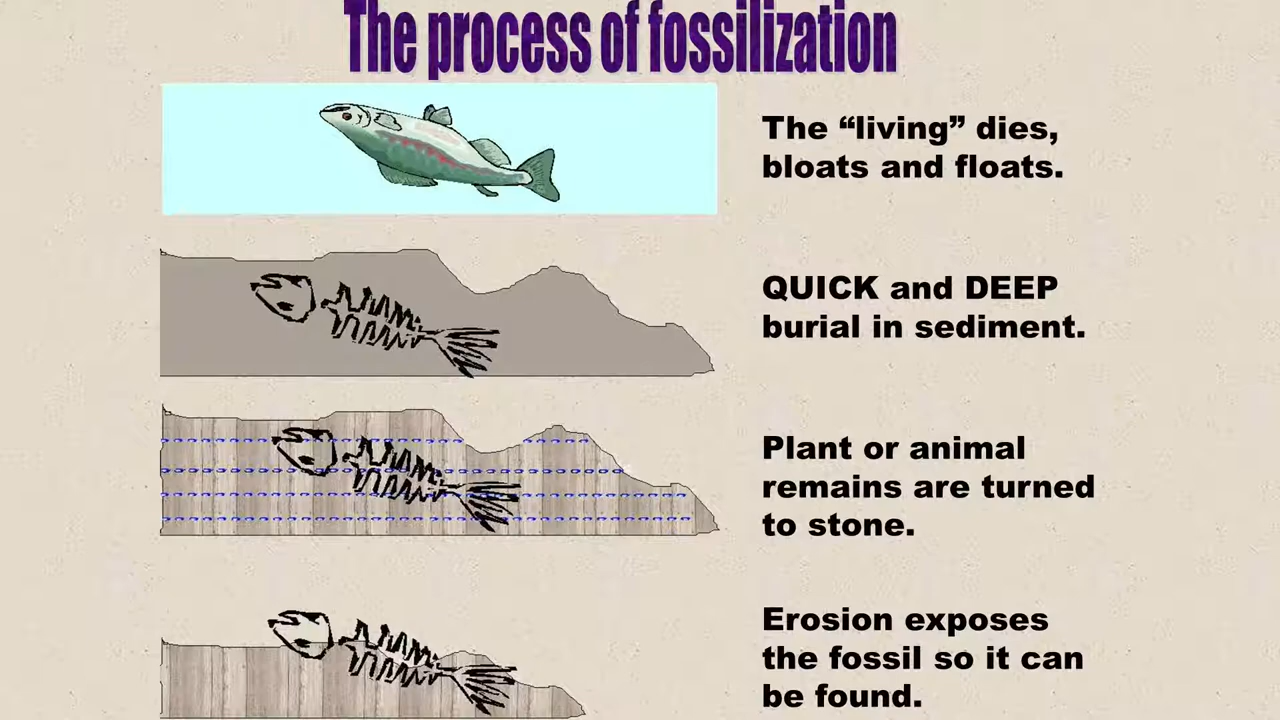 The process of fossilization
The “living” dies,
bloats and floats.
QUICK and DEEP
burial in sediment.
Plant or animal
remains are turned
to stone.
Erosion exposes
the fossil so it can
be found.